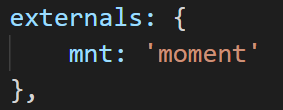 externals: {
    mnt: 'moment'
},